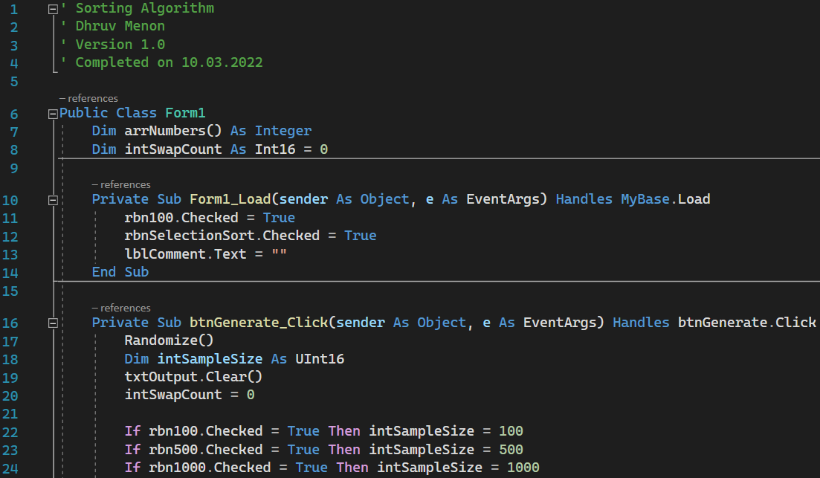 1 ' Sorting Algorithm
2 ' Dhruv Menon
3 ' Version 1.0
4 ' Completed on 10.03.2022
5
– references
6 Public Class Form1
7 Dim arrNumbers() As Integer
8 Dim intSwapCount As Int16 = 0
9
– references
10 Private Sub Form1_Load(sender As Object, e As EventArgs) Handles MyBase.Load
11 rbn100.Checked = True
12 rbnSelectionSort.Checked = True
13 lblComment.Text = ""
14 End Sub
15
– references
16 Private Sub btnGenerate_Click(sender As Object, e As EventArgs) Handles btnGenerate.Click
17 Randomize()
18 Dim intSampleSize As UInt16
19 txtOutput.Clear()
20 intSwapCount = 0
21
22 If rbn100.Checked = True Then intSampleSize = 100
23 If rbn500.Checked = True Then intSampleSize = 500
24 If rbn1000.Checked = True Then intSampleSize = 1000